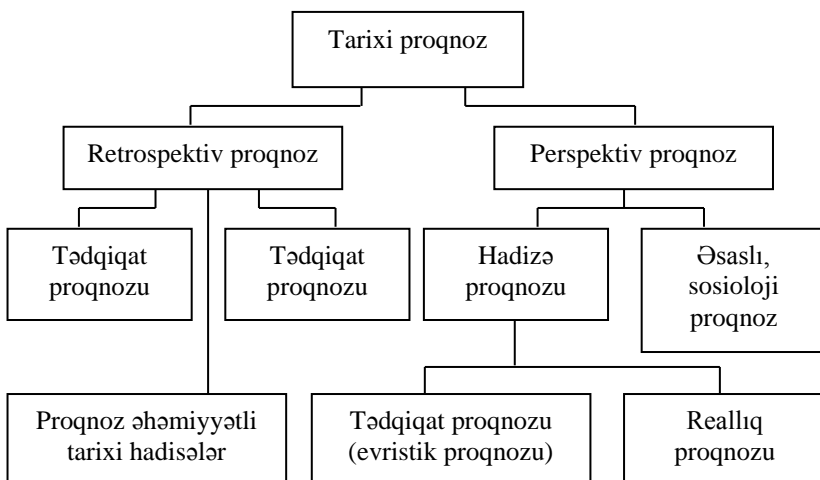 Tarixi proqnoz
Retrospektiv proqnoz
Perspektiv proqnoz
Tədqiqat
proqnozu
Tədqiqat
proqnozu
Hadizə
proqnozu
Əsaslı,
sosioloji
proqnoz
Proqnoz əhəmiyyətli
tarixi hadisələr
Tədqiqat proqnozu
(evristik proqnozu)
Reallıq
proqnozu